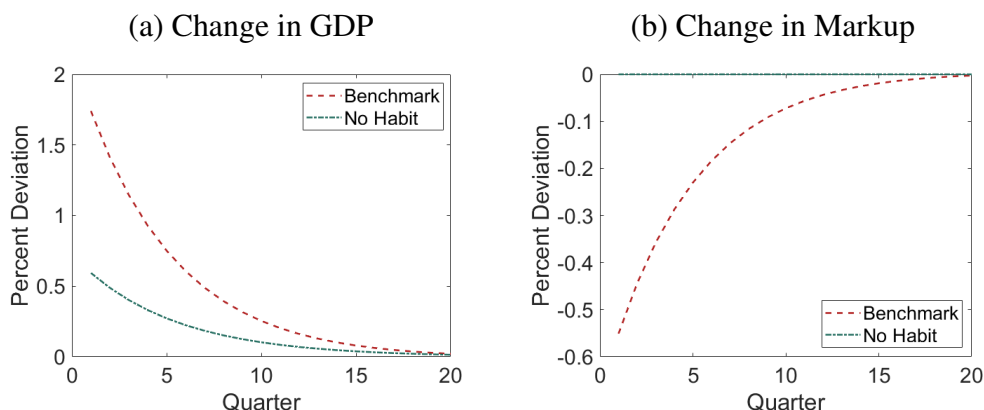 (a) Change in GDP
2
1.5
1
0.5
0
Percent Deviation
Benchmark
No Habit
0
5
10
15
20
Quarter
(b) Change in Markup
0
-0.1
-0.2
-0.3
-0.4
-0.5
-0.6
Percent Deviation
Benchmark
No Habit
0
5
10
15
20
Quarter